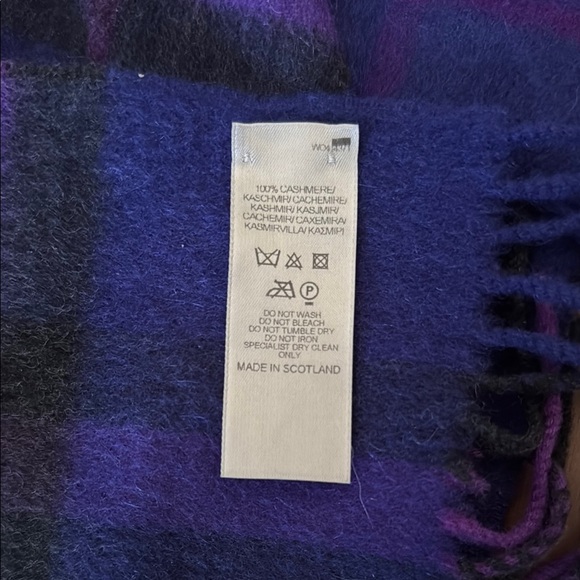 100% CASHMERE/
KASCHMIR/ CACHEMIRE/
KASHMIR/ KASJMIR/
CACHEMIR/ CAXEMIRA/
KASMIRVILLA/ ΚΑΣΜΙΡΙ
P
DO NOT WASH
DO NOT BLEACH
DO NOT TUMBLE DRY
DO NOT IRON
SPECIALIST DRY CLEAN
ONLY
MADE IN SCOTLAND